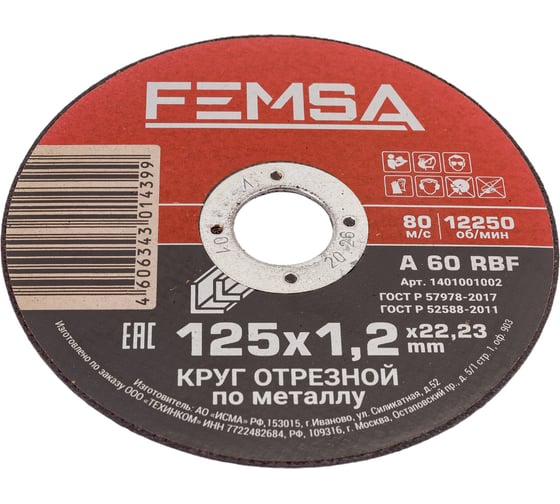 FEMSA
4606343014399
80 м/с
12250 об/мин
А 60 RBF
Арт. 1401001002
ГОСТ Р 57978-2017
ГОСТ Р 52588-2011
EAC
125x1,2 x22,23 mm
КРУГ ОТРЕЗНОЙ
по металлу
Изготовитель: АО «ИСМА» РФ,153015, г.Иваново, ул. Силикатная, д.52
Изготовлено по заказу ООО «ТЕХИНКОМ» ИНН 7722482684, РФ, 109316, г. Москва, Остаповский пр., д. 5/1 стр 1, оф. 903